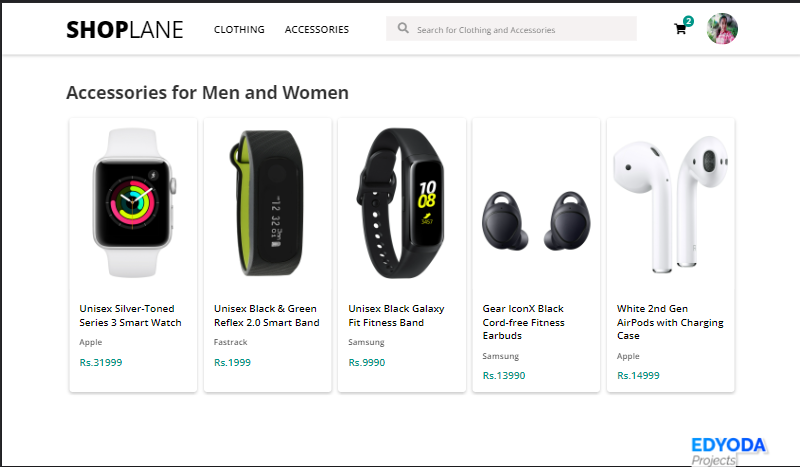 SHOPLANE
CLOTHING
ACCESSORIES
Search for Clothing and Accessories
2
Accessories for Men and Women
10
08
3457
Unisex Silver-Toned
Series 3 Smart Watch
Apple
Rs.31999
Unisex Black & Green
Reflex 2.0 Smart Band
Fastrack
Rs.1999
Unisex Black Galaxy
Fit Fitness Band
Samsung
Rs.9990
Gear IconX Black
Cord-free Fitness
Earbuds
Samsung
Rs.13990
White 2nd Gen
AirPods with Charging
Case
Apple
Rs.14999
EDYODA
Projects